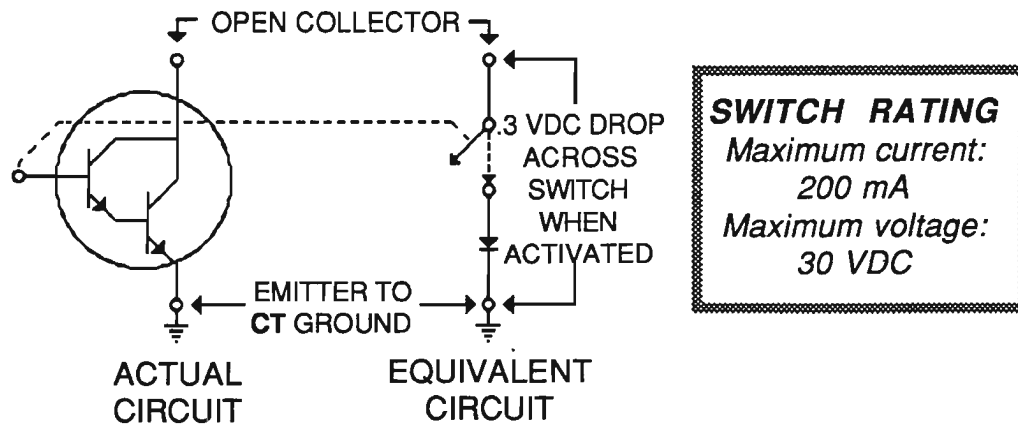 OPEN COLLECTOR
.3 VDC DROP
ACROSS
SWITCH
WHEN
ACTIVATED
EMITTER TO
CT GROUND
ACTUAL
CIRCUIT
EQUIVALENT
CIRCUIT
SWITCH RATING
Maximum current:
200 mA
Maximum voltage:
30 VDC